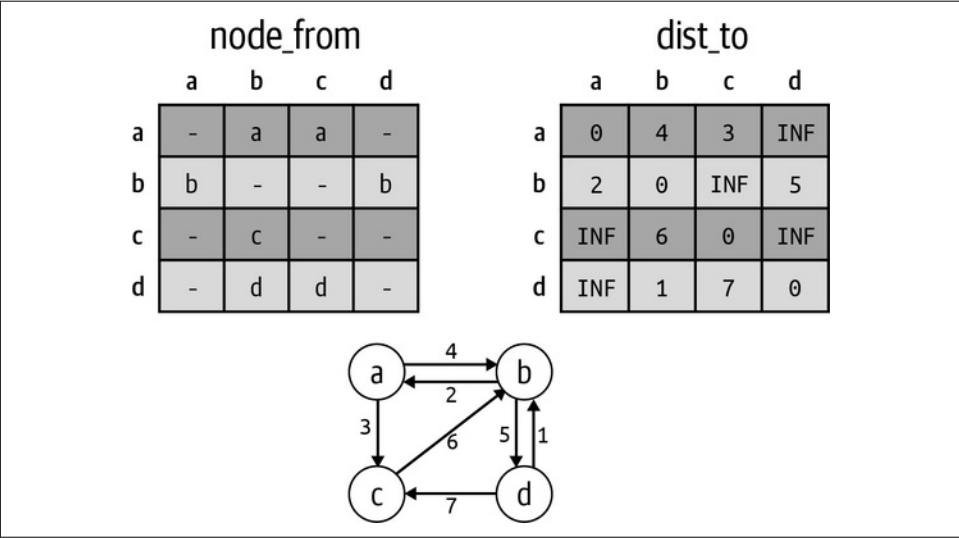 node_from
a b c d
a - a a -
b b - - b
c - c - -
d - d d -
dist_to
a b c d
a 0 4 3 INF
b 2 0 INF 5
c INF 6 0 INF
d INF 1 7 0
a 4 b
2
3 6 5 1
c 7 d